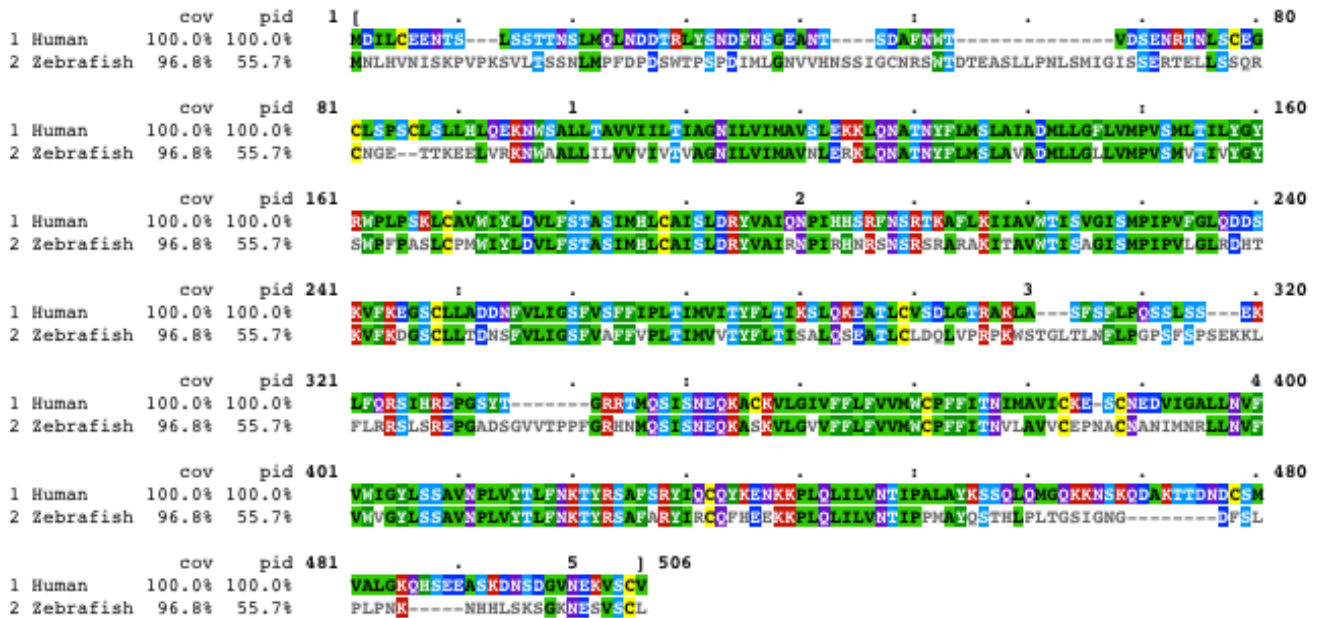 cov pid 1 [ . . . : . . . 80
1 Human 100.0% 100.0% MDILCEENTS---LSSTTNSLMQLNDDTRLYSNDFNSGEANT----SDAFNWT--------------VDSENRTNLSCEG
2 Zebrafish 96.8% 55.7% MNLHVNISKPVPKSVLTSSNLMPFDPDSWTPSPDIMLGNVVHNSSIGCNRSWTDTEASLLPNLSMIGISSERTELLSSQR
cov pid 81 . 1 . . . . : . 160
1 Human 100.0% 100.0% CLSPSCLSLLHLQEKNWSALLTAVVIILTIAGNILVIMAVSLEKKLQNATNYFLMSLAIADMLLGFLVMPVSMLTILYGY
2 Zebrafish 96.8% 55.7% CNGE--TTKEELVRKNWAALLILVVVIVTVAGNILVIMAVNLERKLQNATNYFLMSLAVADMLLGLLVMPVSMVTIVYGY
cov pid 161 . . . 2 . . . . 240
1 Human 100.0% 100.0% RWPLPSKLCAVWIYLDVLFSTASIMHLCAISLDRYVAIQNPIHHSRFNSRTKAFLKIIAVWTISVGISMPIPVFGLQDDS
2 Zebrafish 96.8% 55.7% SWPFPASLCPMWIYLDVLFSTASIMHLCAISLDRYVAIRNPIRHNRSNSRSRARAKITAVWTISAGISMPIPVLGLRDHT
cov pid 241 : . . . . 3 . . 320
1 Human 100.0% 100.0% KVFKEGSCLLADDNFVLIGSFVSFFIPLTIMVITYFLTIKSLQKEATLCVSDLGTRAKLA---SFSFLPQSSLSS---EK
2 Zebrafish 96.8% 55.7% KVFKDGSCLLTDNSFVLIGSFVAFFVPLTIMVVTYFLTISALQSEATLCLDQLVPRPKWSTGLTLNFLPGPSFSPSEKKL
cov pid 321 . . : . . . . 4 400
1 Human 100.0% 100.0% LFQRSIHREPGSYT-------GRRTMQSISNEQKACKVLGIVFFLFVVMWCPFFITNIMAVICKE-SCNEDVIGALLNVF
2 Zebrafish 96.8% 55.7% FLRRSLSREPGADSGVVTPPFGRHNMQSISNEQKASKVLGVVFFLFVVMWCPFFITNVLAVVCEPNACNANIMNRLLNVF
cov pid 401 . . . . : . . . 480
1 Human 100.0% 100.0% VWIGYLSSAVNPLVYTLFNKTYRSAFSRYIQCQYKENKKPLQLILVNTIPALAYKSSQLQMGQKKNSKQDAKTTDNDCSM
2 Zebrafish 96.8% 55.7% VWVGYLSSAVNPLVYTLFNKTYRSAFARYIRCQFHEEKKPLQLILVNTIPPMAYQSTHLPLTGSIGNG--------DFSL
cov pid 481 . 5 ] 506
1 Human 100.0% 100.0% VALGKQHSEEASKDNSDGVNEKVSCV
2 Zebrafish 96.8% 55.7% PLPNK-----NHHLSKSGKNESVSCL